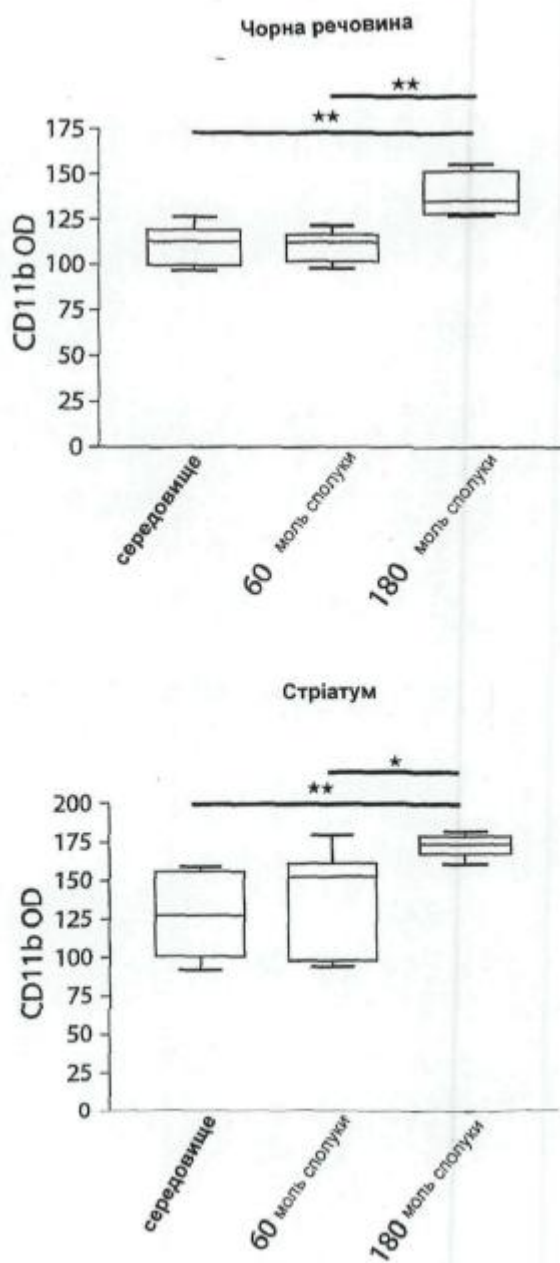 Чорна речовина
★★
★★
CD11b OD
175
150
125
100
75
50
25
0
середовище
60 моль сполуки
180 моль сполуки
Стріатум
★
★★
CD11b OD
200
175
150
125
100
75
50
25
0
середовище
60 моль сполуки
180 моль сполуки